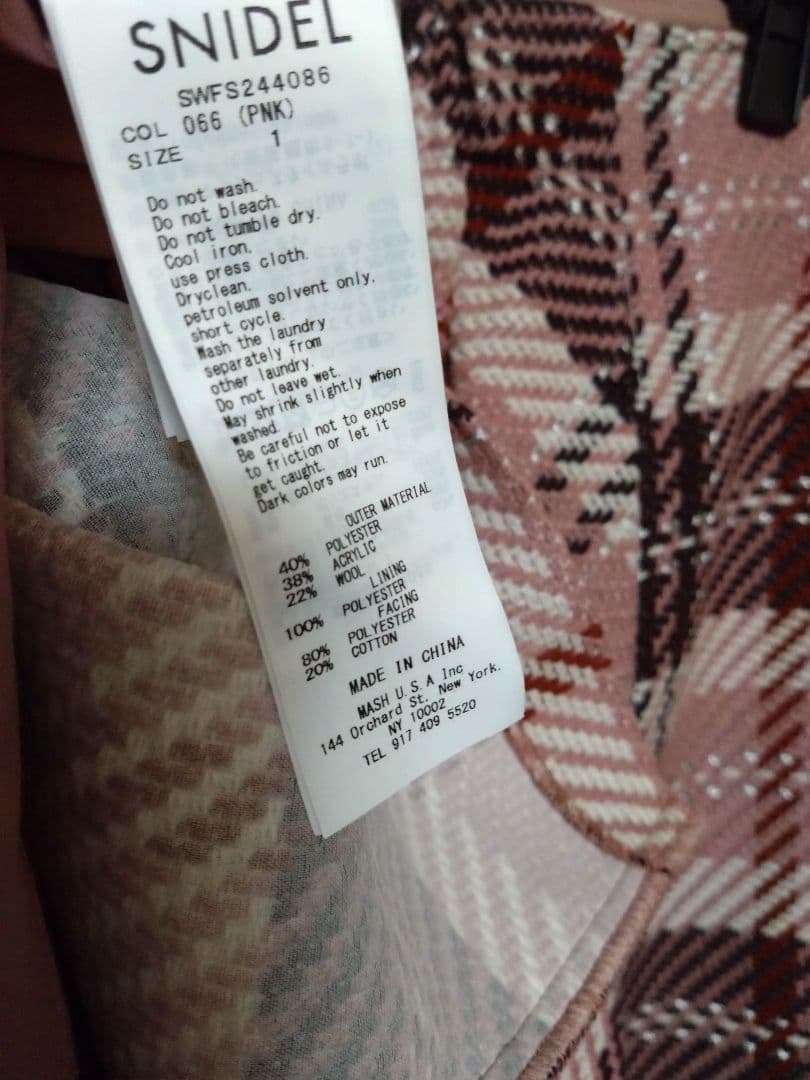 SNIDEL
SWFS244086
COL 066 (PNK)
SIZE 1
Do not wash.
Do not bleach.
Do not tumble dry.
Cool iron.
use press cloth.
Dryclean.
petroleum solvent only.
short cycle.
Wash the laundry
separately from
other laundry.
Do not leave wet.
May shrink slightly when
washed.
Be careful not to expose
to friction or let it
get caught.
Dark colors may run.
OUTER MATERIAL
40% POLYESTER
38% ACRYLIC
22% WOOL
LINING
100% POLYESTER
FACING
80% POLYESTER
20% COTTON
MADE IN CHINA
MASH U.S.A Inc
144 Orchard St. New York.
NY 10002
TEL 917 409 5520